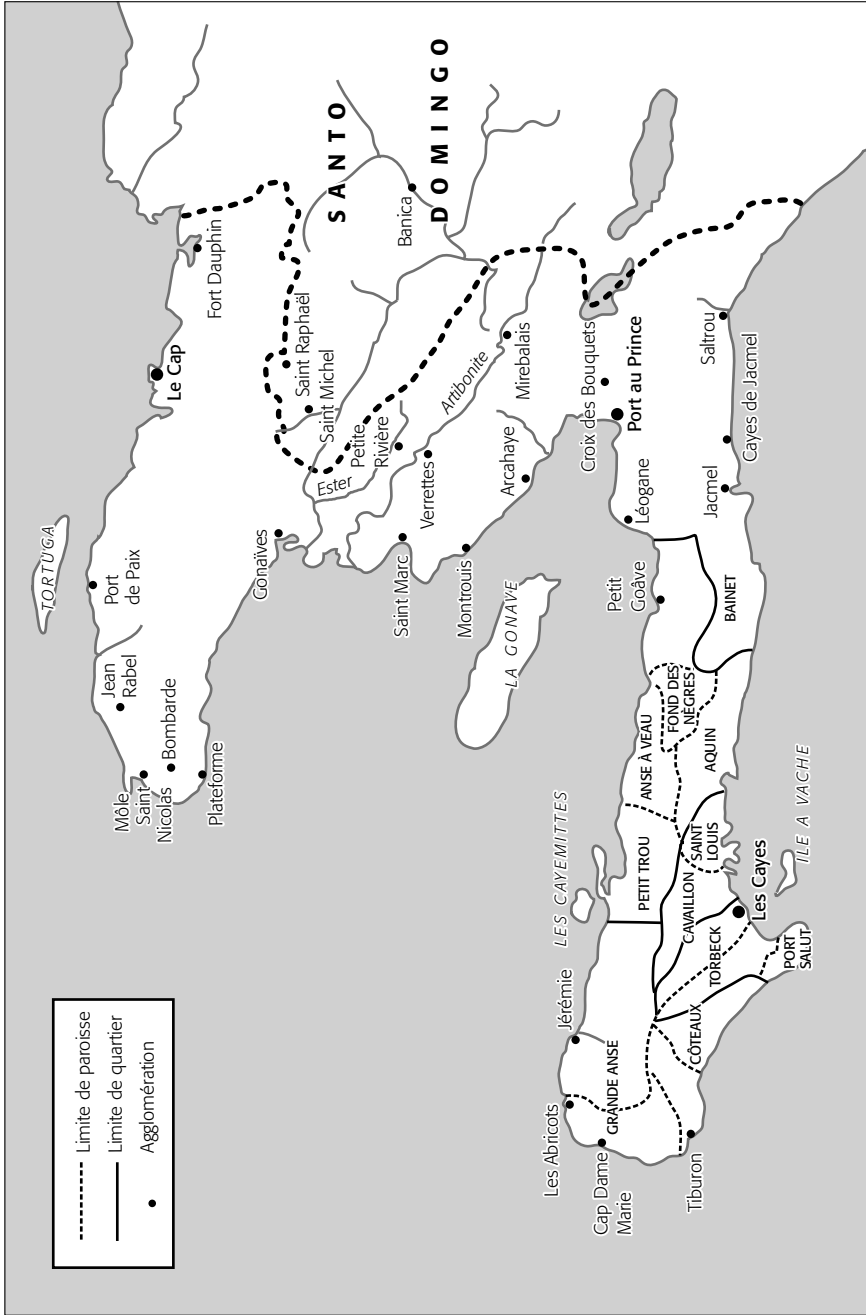 Limite de paroisse
Limite de quartier
Agglomération
TORTUGA
Môle
Saint
Nicolas
Jean
Rabel
Port
de Paix
Bombarde
Plateforme
Le Cap
Fort Dauphin
Gonaïves
Saint Raphaël
Saint Michel
SANTO
DOMINGO
Banica
Ester
Petite
Rivière
Artibonite
Saint Marc
Verrettes
Mirebalais
Montrouis
Arcahaye
LA GONAVE
Croix des Bouquets
Port au Prince
Léogane
Petit
Goâve
Saltrou
Cayes de Jacmel
Jacmel
BAINET
FOND DES
NÈGRES
ANSE À VEAU
AQUIN
LES CAYEMITTES
PETIT TROU
SAINT
LOUIS
CAVAILLON
ILE A VACHE
Les Cayes
TORBECK
PORT
SALUT
CÔTEAUX
Jérémie
Les Abricots
GRANDE ANSE
Cap Dame
Marie
Tiburon